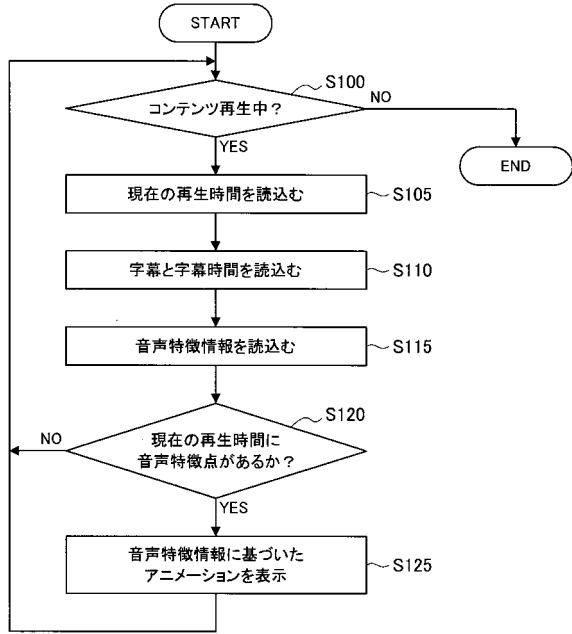 START
S100
コンテンツ再生中？
NO
YES
END
現在の再生時間を読込む
S105
字幕と字幕時間を読込む
S110
音声特徴情報を読込む
S115
S120
NO
現在の再生時間に
音声特徴点があるか？
YES
音声特徴情報に基づいた
アニメーションを表示
S125